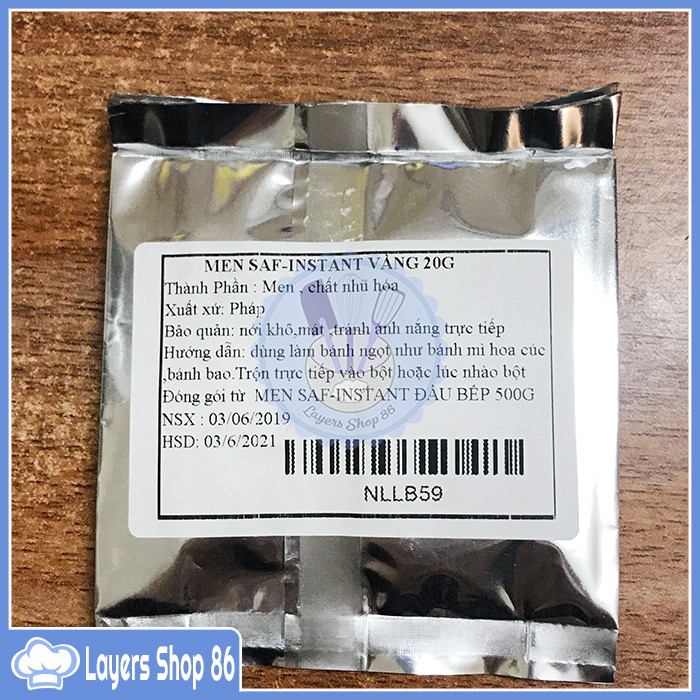 MEN SAF-INSTANT VÀNG 20G
Thành Phần : Men , chất nhũ hóa
Xuất xứ: Pháp
Bảo quản: nới khô,mát ,tránh ánh nắng trực tiếp
Hướng dẫn: dùng làm bánh ngọt như bánh mì hoa cúc
,bánh bao.Trộn trực tiếp vào bột hoặc lúc nhào bột
Đóng gói từ MEN SAF-INSTANT ĐẦU BẾP 500G
NSX : 03/06/2019
HSD: 03/6/2021
Layers Shop 86
NLLB59
Layers Shop 86